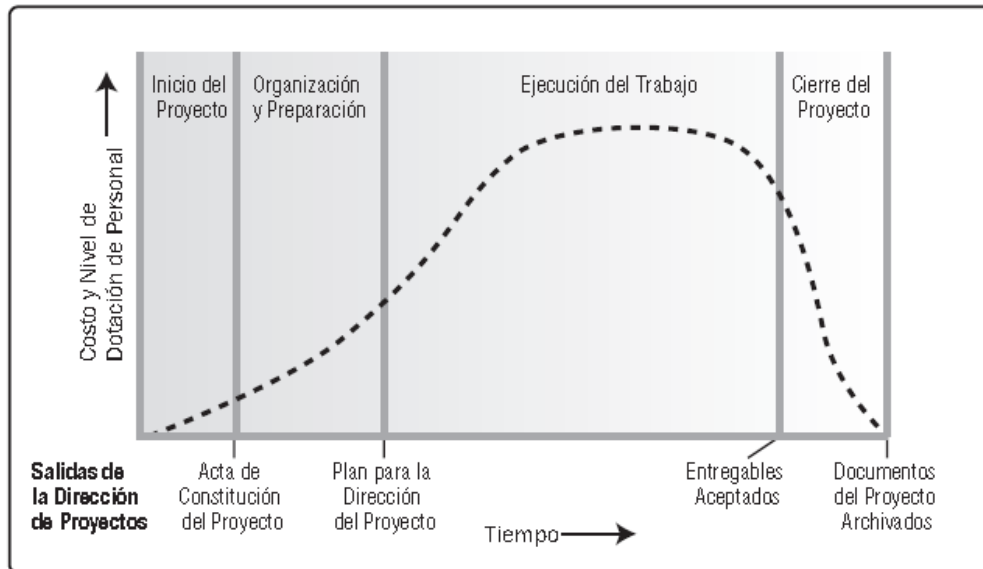 Inicio del
Proyecto
Organización
y Preparación
Ejecución del Trabajo
Cierre del
Proyecto
Costo y Nivel de
Dotación de Personal
Salidas de
la Dirección
de Proyectos
Acta de
Constitución
del Proyecto
Plan para la
Dirección
del Proyecto
Entregables
Aceptados
Documentos
del Proyecto
Archivados
Tiempo